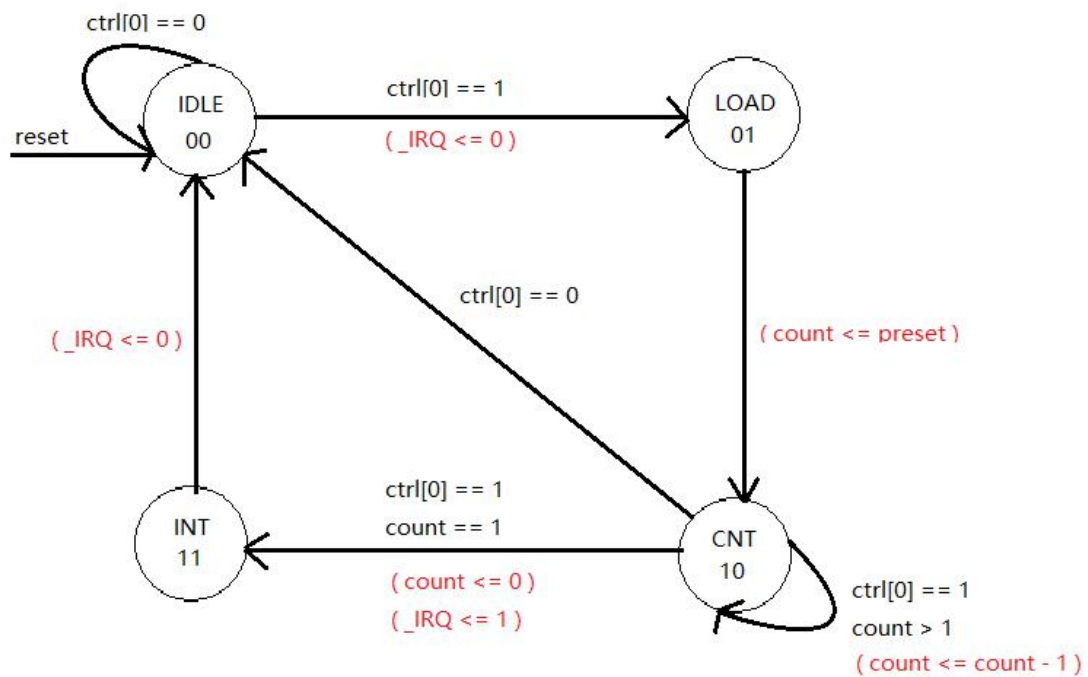 ctrl[0] == 0
IDLE
00
reset
ctrl[0] == 1
( _IRQ <= 0 )
LOAD
01
ctrl[0] == 0
( _IRQ <= 0 )
( count <= preset)
INT
11
ctrl[0] == 1
count == 1
( count <= 0 )
( _IRQ <= 1 )
CNT
10
ctrl[0] == 1
count > 1
( count <= count - 1 )